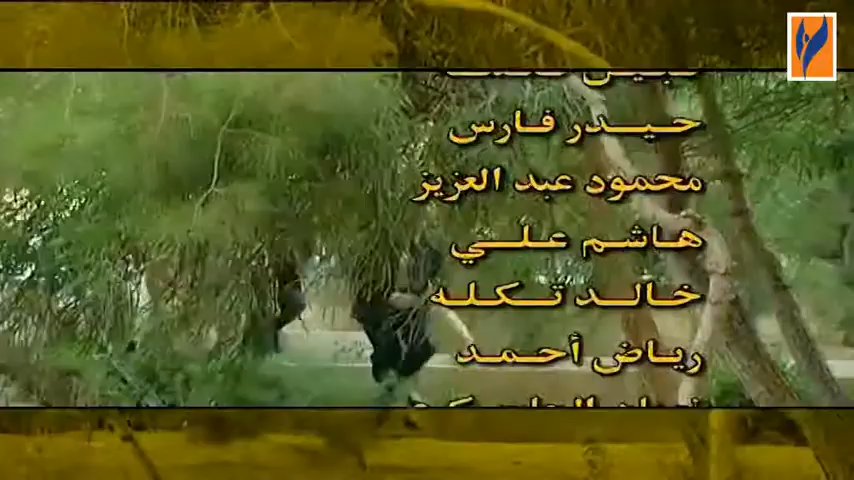 حيدر فارس
محمود عبد العزيز
هاشم علي
خالد تكله
رياض أحمد